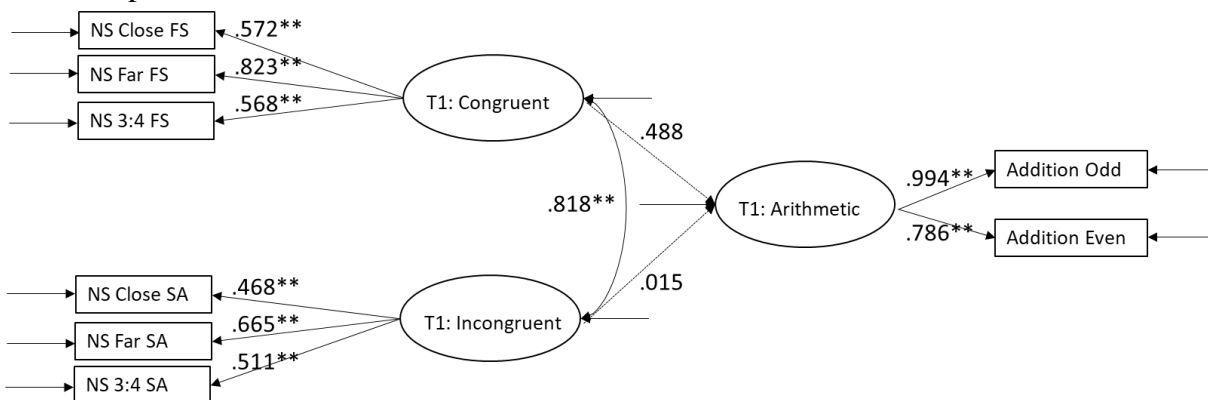 NS Close FS
.572**
NS Far FS
.823**
NS 3:4 FS
.568**
T1: Congruent
.488
.818**
T1: Arithmetic
.994**
Addition Odd
.786**
Addition Even
.015
NS Close SA
.468**
NS Far SA
.665**
NS 3:4 SA
.511**
T1: Incongruent